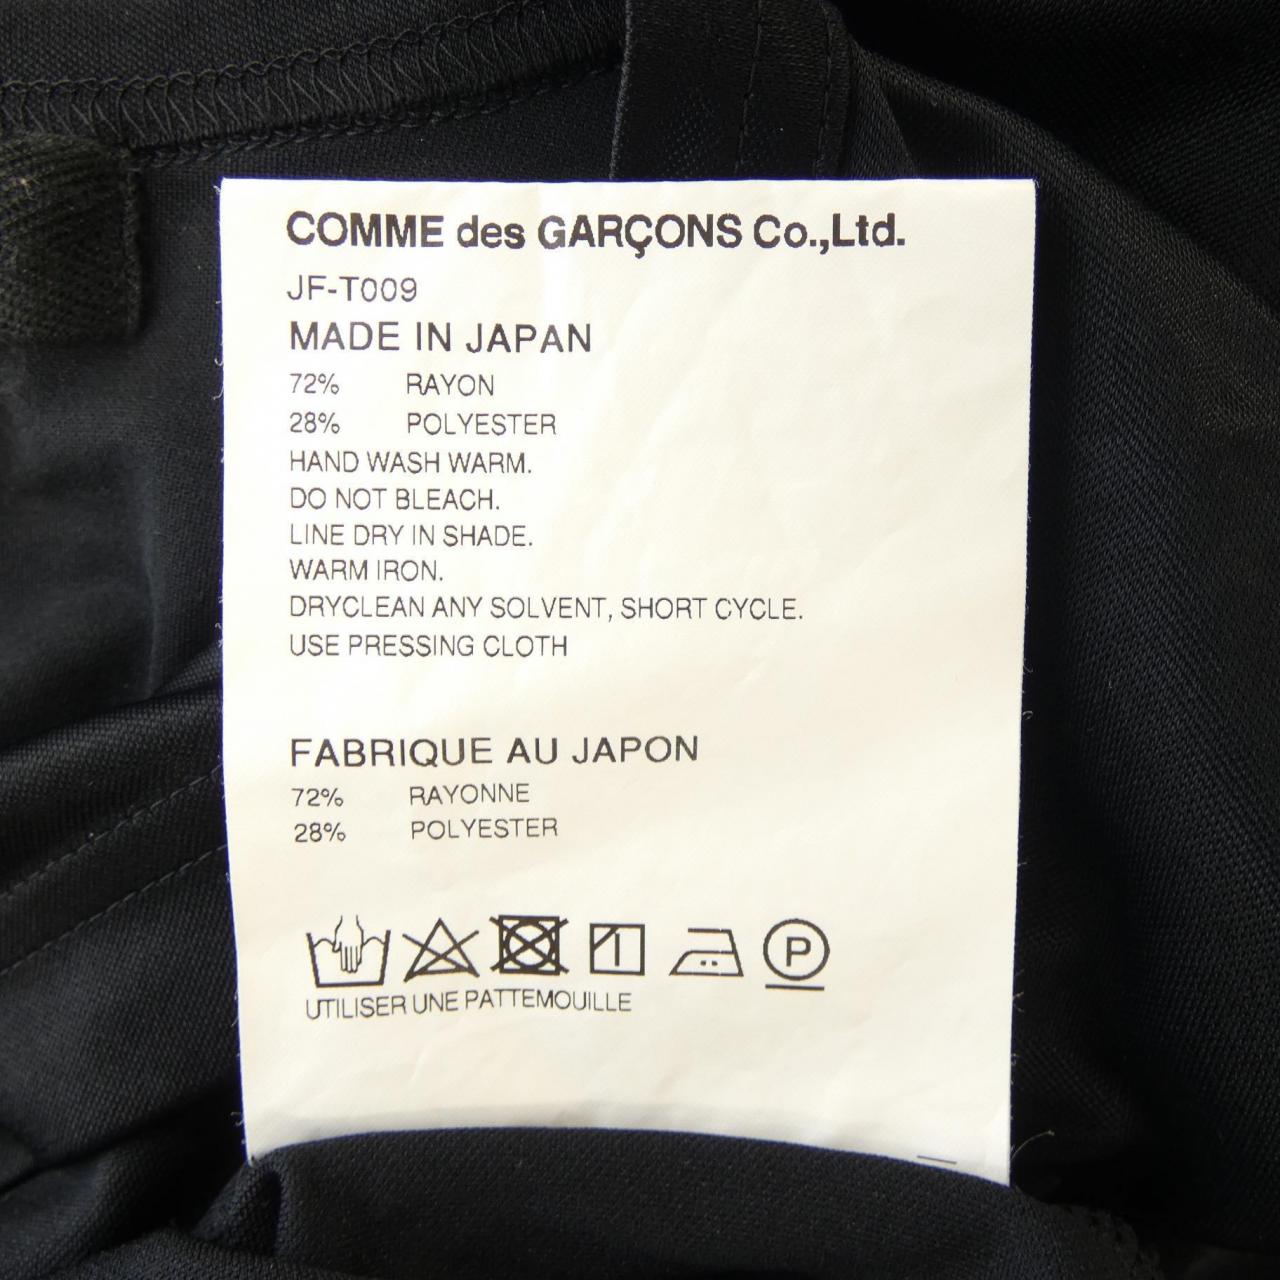 COMME des GARÇONS Co.,Ltd.
JF-T009
MADE IN JAPAN
72% RAYON
28% POLYESTER
HAND WASH WARM.
DO NOT BLEACH.
LINE DRY IN SHADE.
WARM IRON.
DRYCLEAN ANY SOLVENT, SHORT CYCLE.
USE PRESSING CLOTH
FABRIQUE AU JAPON
72% RAYONNE
28% POLYESTER
P
UTILISER UNE PATTEMOUILLE